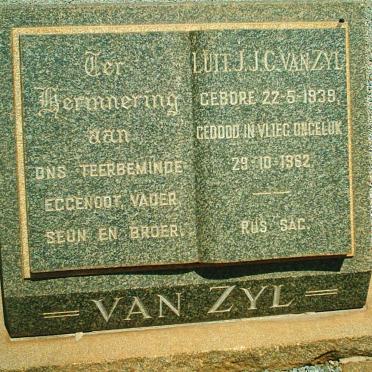 Ter
Herinnering
aan
ONS TEERBEMINDE
EGGENOOT, VADER,
SEUN EN BROER.
LUIT. J.J.C. VAN ZYL
GEBORE 22-5-1939.
GEDOOD IN VLIEG ONGELUK
29-10-1962.
RUS SAG.
VAN ZYL